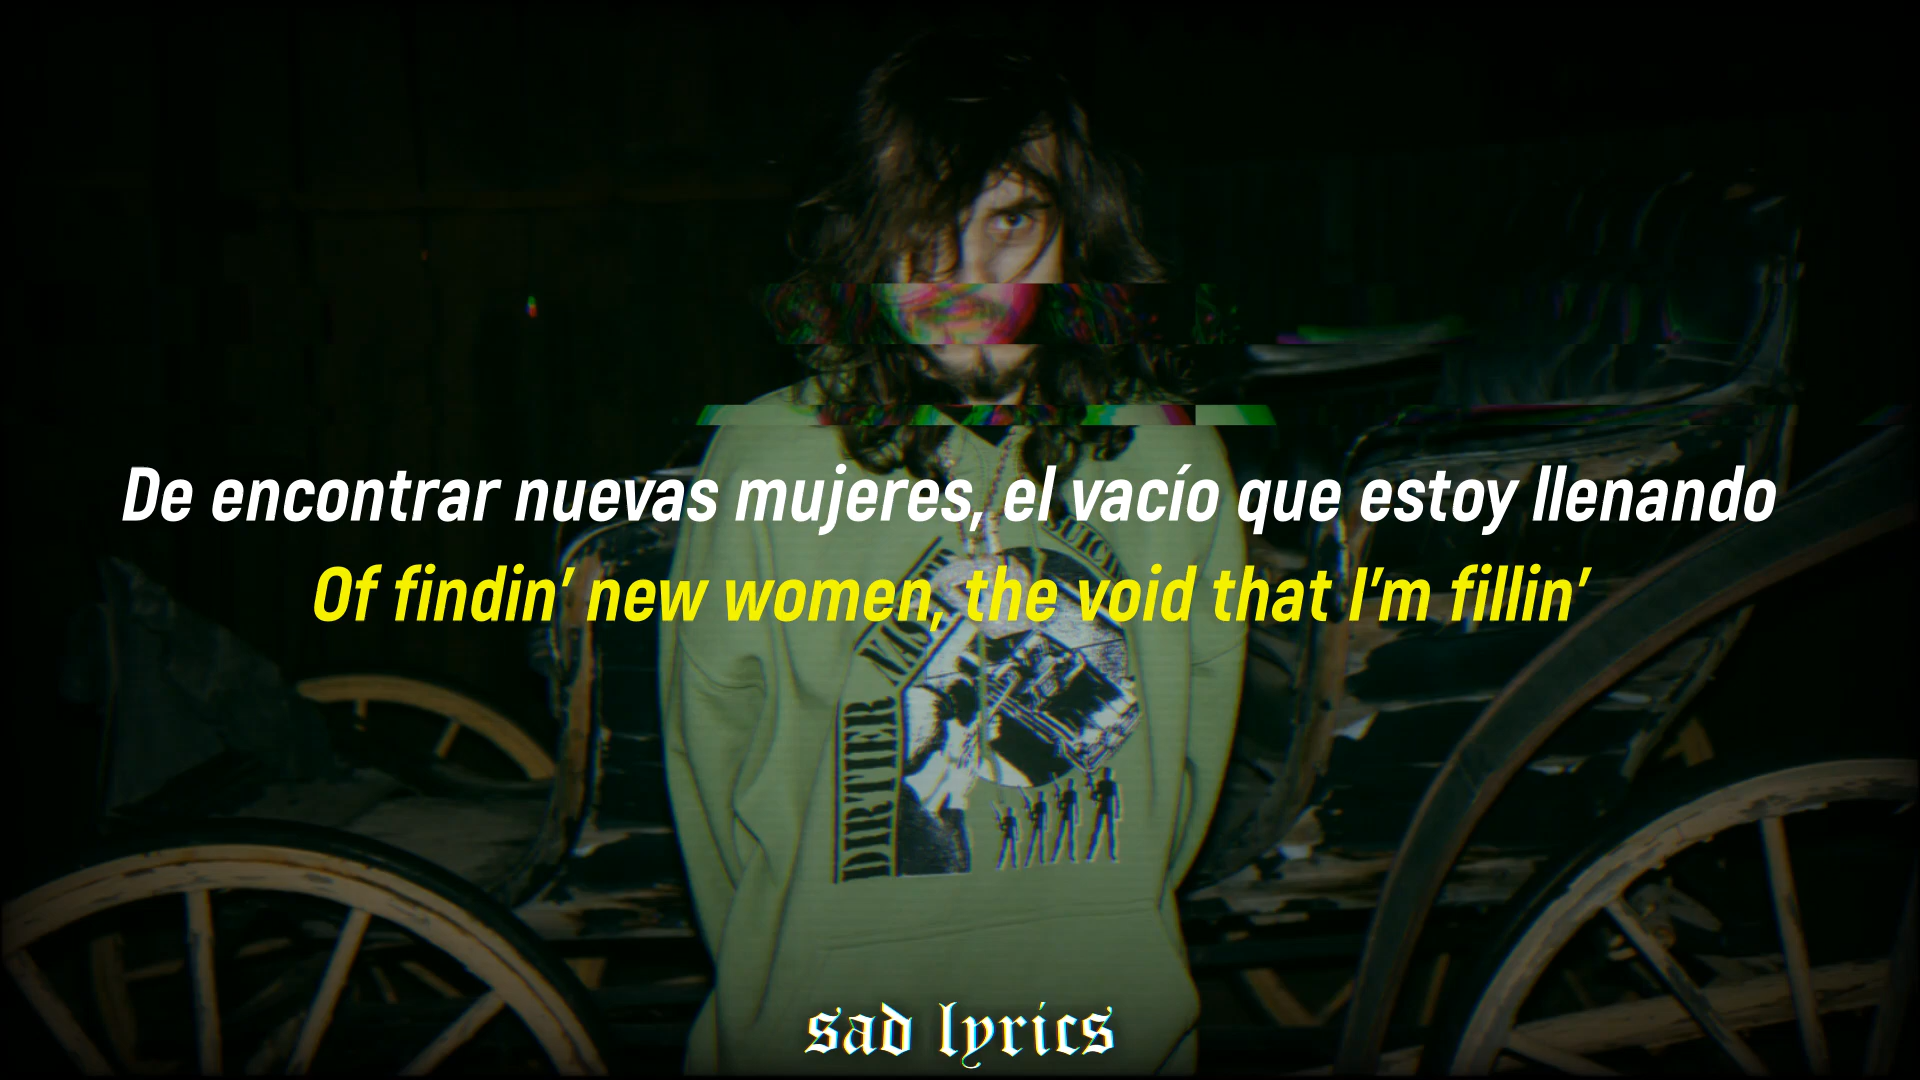 De encontrar nuevas mujeres, el vacío que estoy llenando
Of findin' new women, the void that I'm fillin'
DIRTIER
sad lyrics